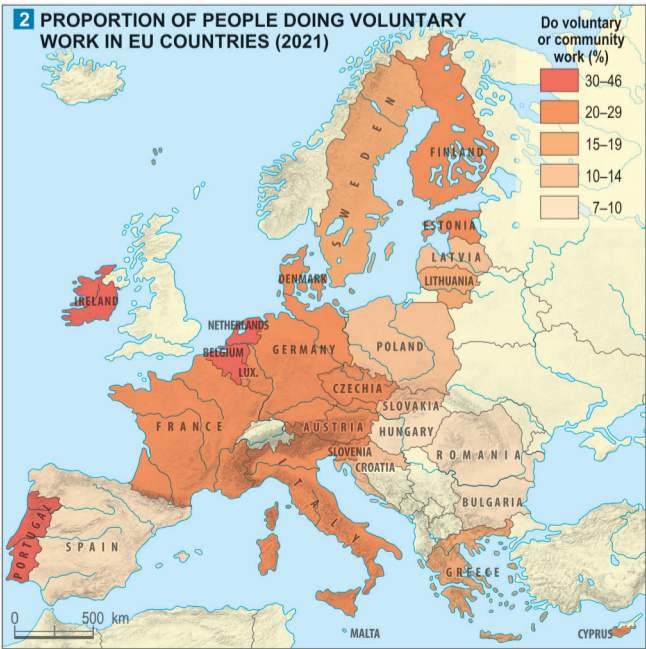 2 PROPORTION OF PEOPLE DOING VOLUNTARY
WORK IN EU COUNTRIES (2021)
Do voluntary
or community
work (%)
30–46
20–29
15–19
10–14
7–10
SWEDEN
FINLAND
ESTONIA
LATVIA
LITHUANIA
DENMARK
IRELAND
NETHERLANDS
BELGIUM
LUX.
GERMANY
POLAND
CZECHIA
SLOVAKIA
FRANCE
AUSTRIA
HUNGARY
SLOVENIA
CROATIA
ROMANIA
ITALY
BULGARIA
PORTUGAL
SPAIN
GREECE
0 500 km
MALTA
CYPRUS